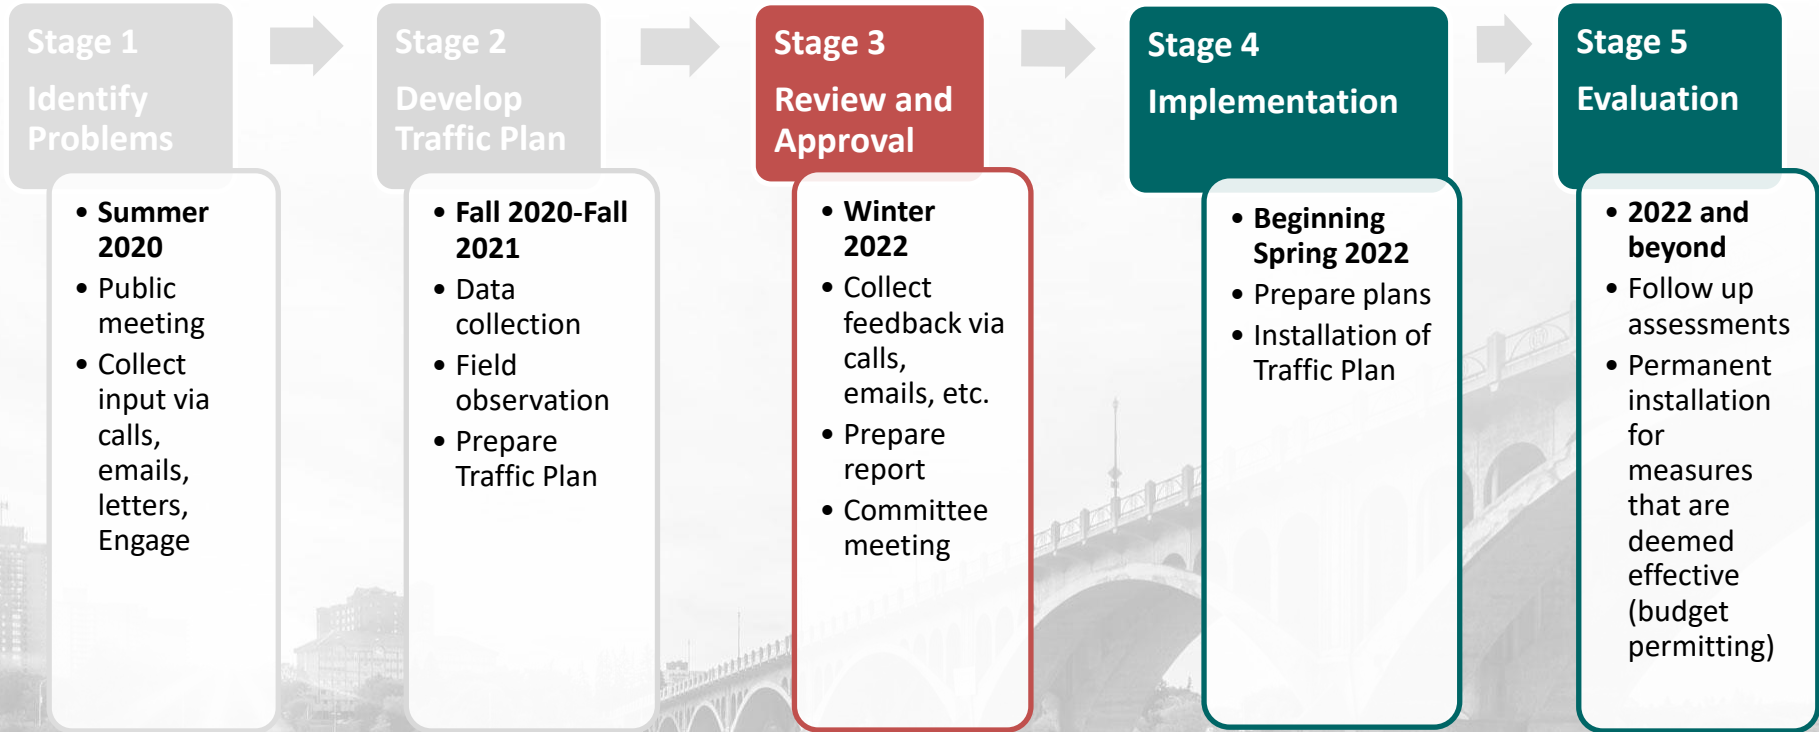 Stage 1
Identify
Problems
• Summer
2020
• Public
meeting
• Collect
input via
calls,
emails,
letters,
Engage
Stage 2
Develop
Traffic Plan
• Fall 2020-Fall
2021
• Data
collection
• Field
observation
• Prepare
Traffic Plan
Stage 3
Review and
Approval
• Winter
2022
• Collect
feedback via
calls,
emails, etc.
• Prepare
report
• Committee
meeting
Stage 4
Implementation
• Beginning
Spring 2022
• Prepare plans
• Installation of
Traffic Plan
Stage 5
Evaluation
• 2022 and
beyond
• Follow up
assessments
• Permanent
installation
for
measures
that are
deemed
effective
(budget
permitting)